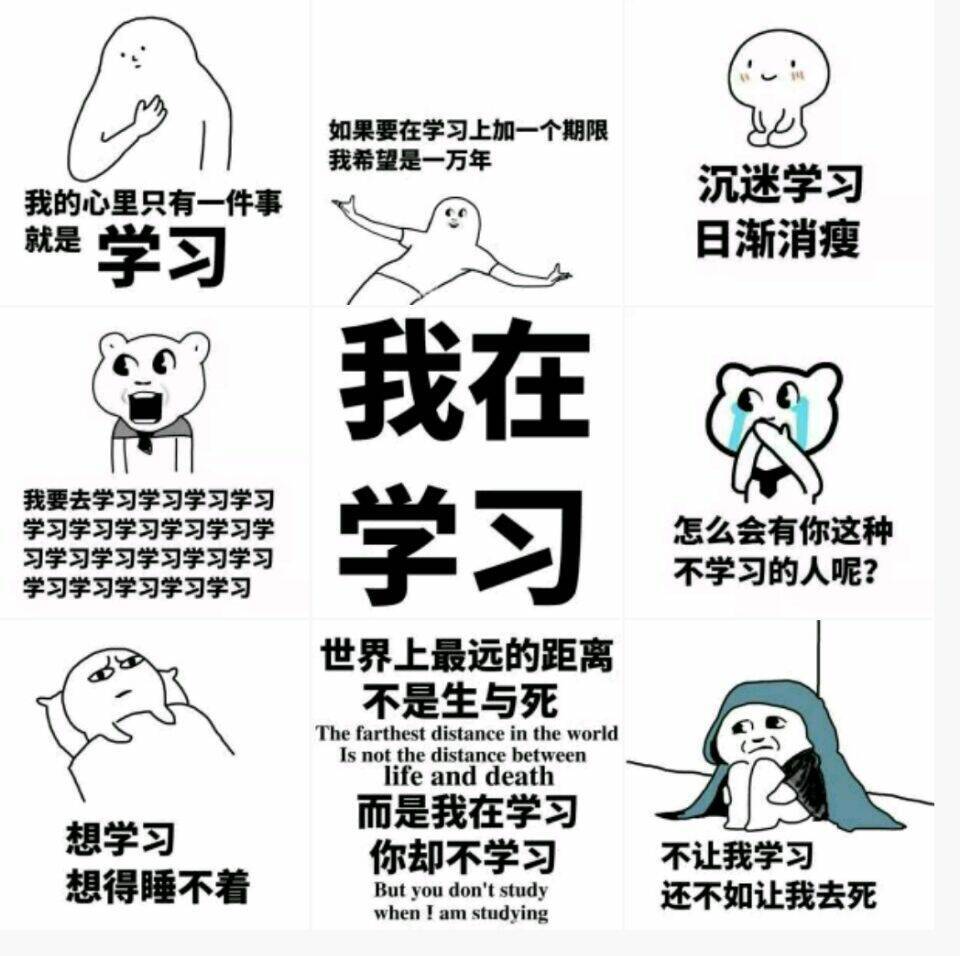 我的心里只有一件事
就是 学习
如果要在学习上加一个期限
我希望是一万年
沉迷学习
日渐消瘦
我要去学习学习学习学习
学习学习学习学习学习学
习学习学习学习学习学习
学习学习学习学习学习
我在
学习
怎么会有你这种
不学习的人呢?
想学习
想得睡不着
世界上最远的距离
不是生与死
The farthest distance in the world
Is not the distance between
life and death
而是我在学习
你却不学习
But you don't study
when I am studying
不让我学习
还不如让我去死